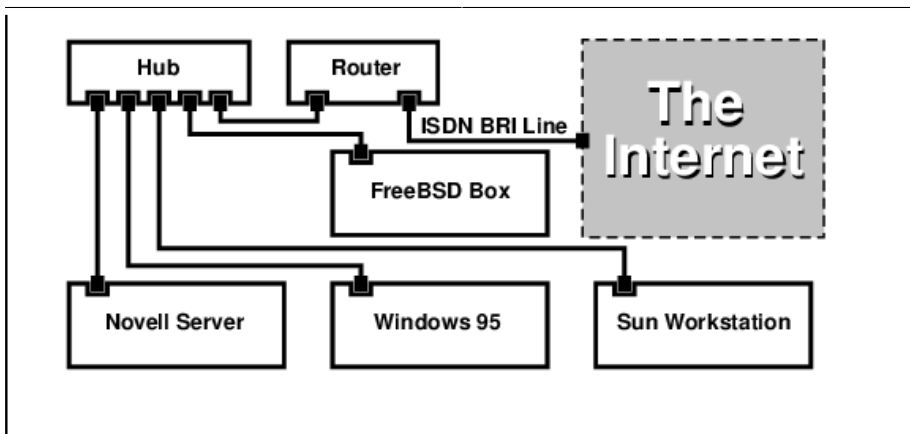 Hub
Router
ISDN BRI Line
The
Internet
FreeBSD Box
Novell Server
Windows 95
Sun Workstation